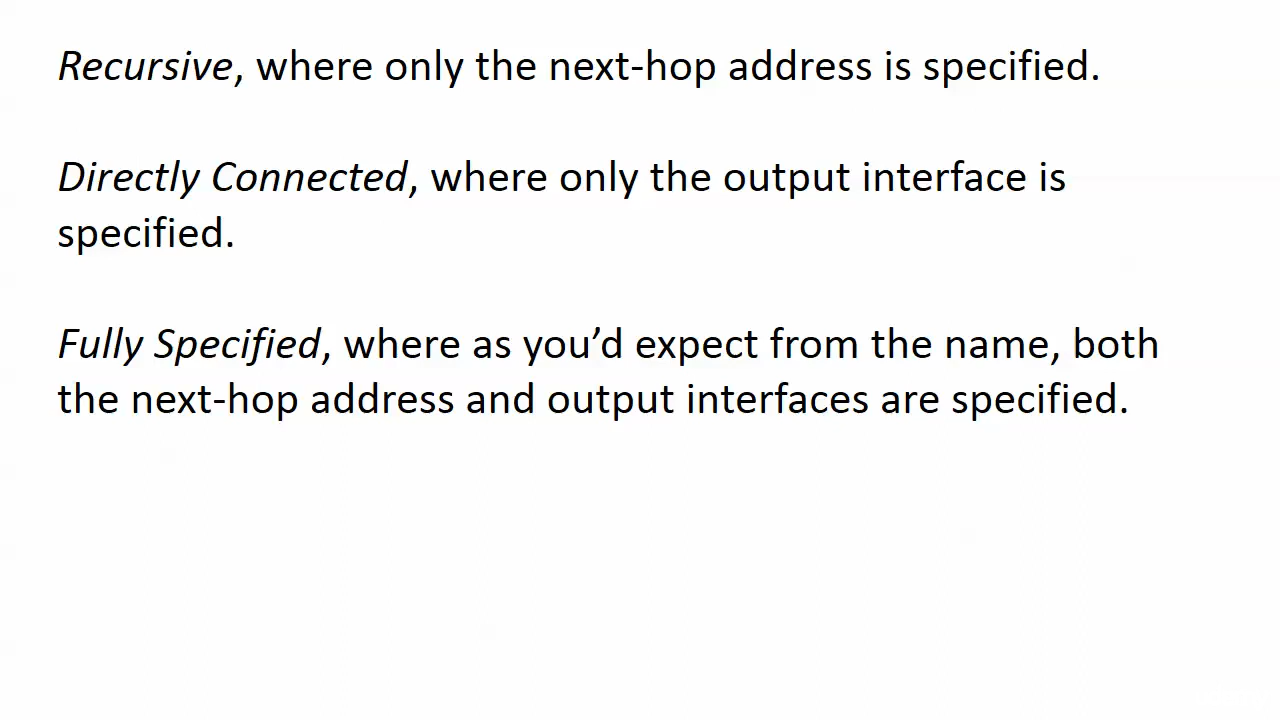 Recursive, where only the next-hop address is specified.
Directly Connected, where only the output interface is
specified.
Fully Specified, where as you’d expect from the name, both
the next-hop address and output interfaces are specified.